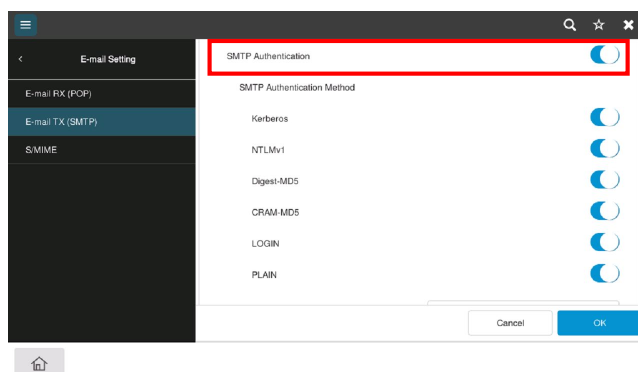 E-mail Setting
E-mail RX (POP)
E-mail TX (SMTP)
S/MIME
SMTP Authentication
SMTP Authentication Method
Kerberos
NTLMv1
Digest-MD5
CRAM-MD5
LOGIN
PLAIN
Cancel
OK